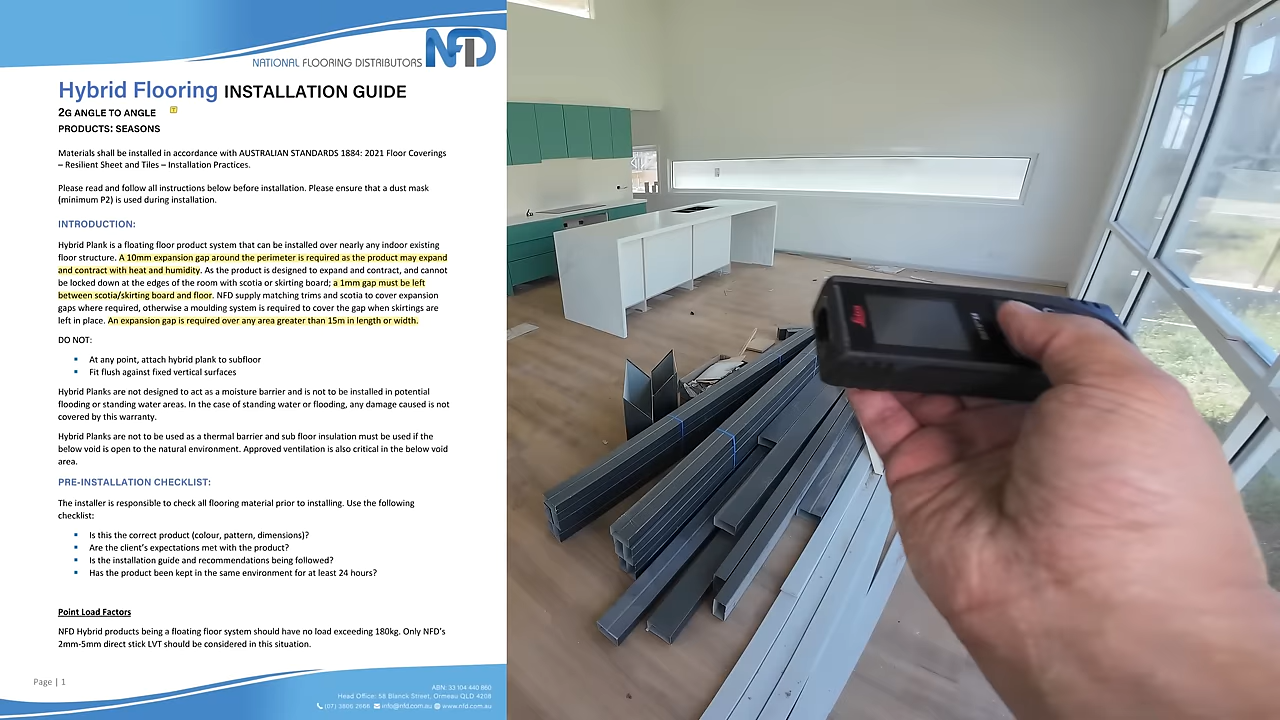 NATIONAL FLOORING DISTRIBUTORS NFD
Hybrid Flooring INSTALLATION GUIDE
2G ANGLE TO ANGLE
PRODUCTS: SEASONS
Materials shall be installed in accordance with AUSTRALIAN STANDARDS 1884: 2021 Floor Coverings
– Resilient Sheet and Tiles – Installation Practices.
Please read and follow all instructions below before installation. Please ensure that a dust mask
(minimum P2) is used during installation.
INTRODUCTION:
Hybrid Plank is a floating floor product system that can be installed over nearly any indoor existing
floor structure. A 10mm expansion gap around the perimeter is required as the product may expand
and contract with heat and humidity. As the product is designed to expand and contract, and cannot
be locked down at the edges of the room with scotia or skirting board; a 1mm gap must be left
between scotia/skirting board and floor. NFD supply matching trims and scotia to cover expansion
gaps where required, otherwise a moulding system is required to cover the gap when skirtings are
left in place. An expansion gap is required over any area greater than 15m in length or width.
DO NOT:
▪ At any point, attach hybrid plank to subfloor
▪ Fit flush against fixed vertical surfaces
Hybrid Planks are not designed to act as a moisture barrier and is not to be installed in potential
flooding or standing water areas. In the case of standing water or flooding, any damage caused is not
covered by this warranty.
Hybrid Planks are not to be used as a thermal barrier and sub floor insulation must be used if the
below void is open to the natural environment. Approved ventilation is also critical in the below void
area.
PRE-INSTALLATION CHECKLIST:
The installer is responsible to check all flooring material prior to installing. Use the following
checklist:
▪ Is this the correct product (colour, pattern, dimensions)?
▪ Are the client's expectations met with the product?
▪ Is the installation guide and recommendations being followed?
▪ Has the product been kept in the same environment for at least 24 hours?
Point Load Factors
NFD Hybrid products being a floating floor system should have no load exceeding 180kg. Only NFD's
2mm-5mm direct stick LVT should be considered in this situation.
Page | 1
ABN: 33 104 440 860
Head Office: 58 Blanck Street, Ormeau QLD 4208
(07) 3806 2666 info@nfd.com.au www.nfd.com.au
Leica